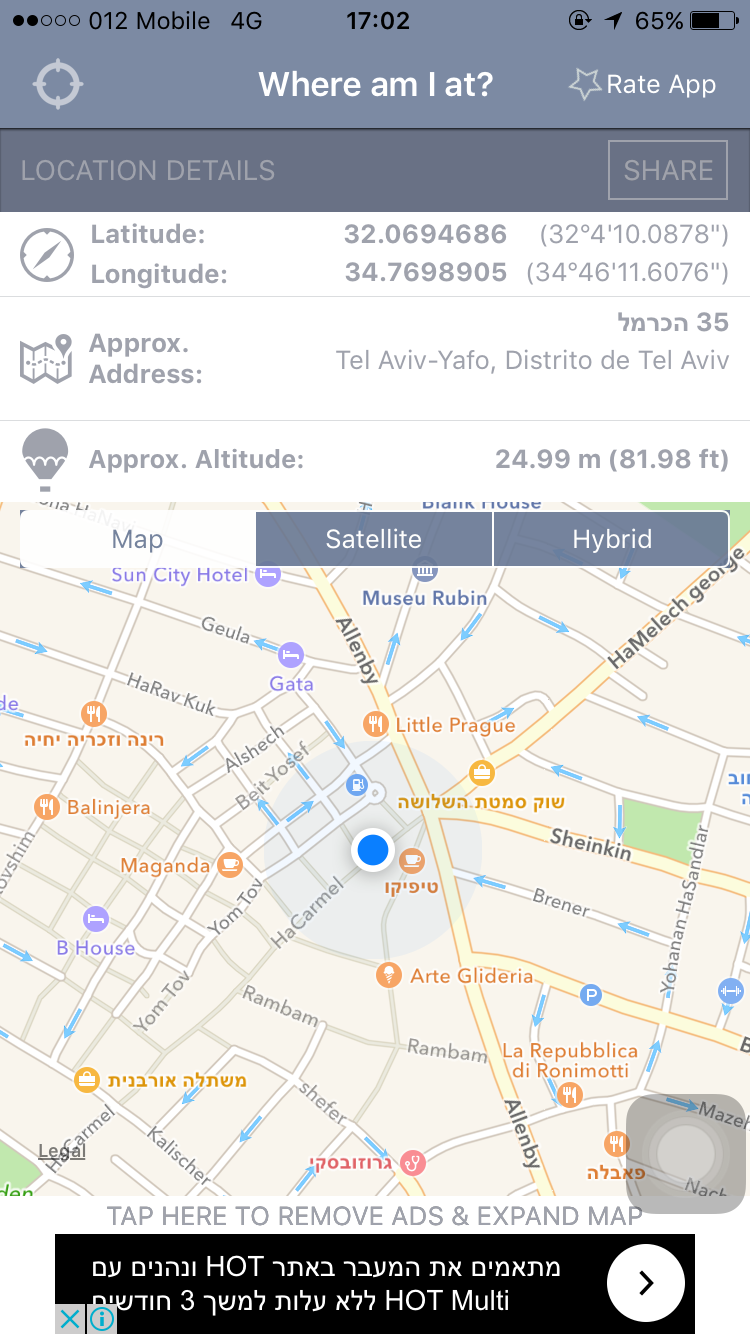 012 Mobile 4G 17:02 65%
Where am I at? Rate App
LOCATION DETAILS SHARE
Latitude: 32.0694686 (32°4'10.0878")
Longitude: 34.7698905 (34°46'11.6076")
35 הכרמל
Approx. Address: Tel Aviv-Yafo, Distrito de Tel Aviv
Approx. Altitude: 24.99 m (81.98 ft)
Map Satellite Hybrid
Sun City Hotel
Museu Rubin
HaMelech george
Geula
Allenby
Gata
HaRav Kuk
רינה וזכריה יחיה
Little Prague
Alshech
Beit Yosef
שוק סמטת השלושה
Balinjera
Sheinkin
Maganda
טיפיקו
Yom Tov
HaCarmel
Brener
Yohanan HaSandlar
B House
Arte Glideria
P
Yom Tov
Rambam
Rambam
La Repubblica
di Ronimotti
משתלה אורבנית
shefer
Allenby
HaCarmel
Kalischer
Legal
גרוזובסקי
פאבלה
TAP HERE TO REMOVE ADS & EXPAND MAP
מתאמים את המעבר באתר HOT ונהנים עם
HOT Multi ללא עלות למשך 3 חודשים